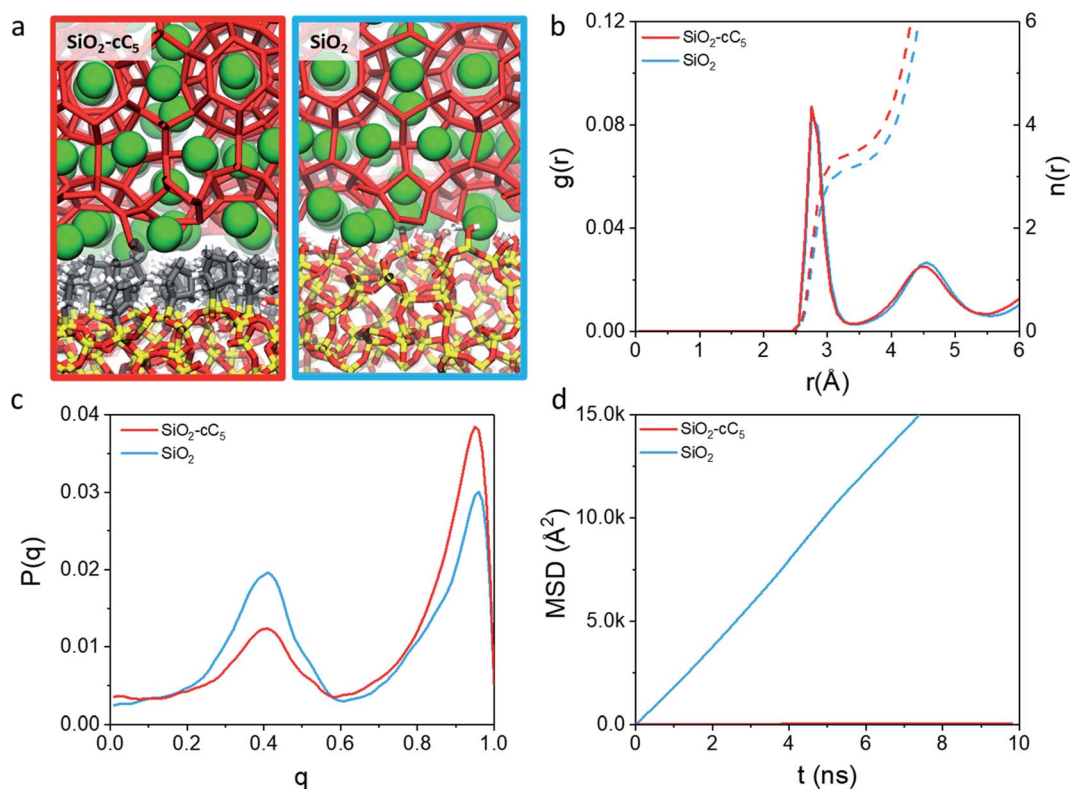 a
SiO₂-cC₅
SiO₂
b
SiO₂-cC₅
SiO₂
0.12
0.08
0.04
0.00
g(r)
6
5
4
3
2
1
0
n(r)
0 1 2 3 4 5 6
r(Å)
c
SiO₂-cC₅
SiO₂
0.04
0.03
0.02
0.01
0.00
P(q)
0.0 0.2 0.4 0.6 0.8 1.0
q
d
SiO₂-cC₅
SiO₂
15.0k
10.0k
5.0k
0.0
MSD (Å²)
0 2 4 6 8 10
t (ns)